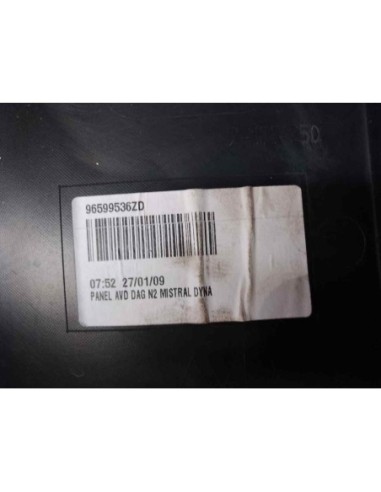 96599536ZD
07:52 27/01/09
PANEL AVD DAG N2 MISTRAL DYNA